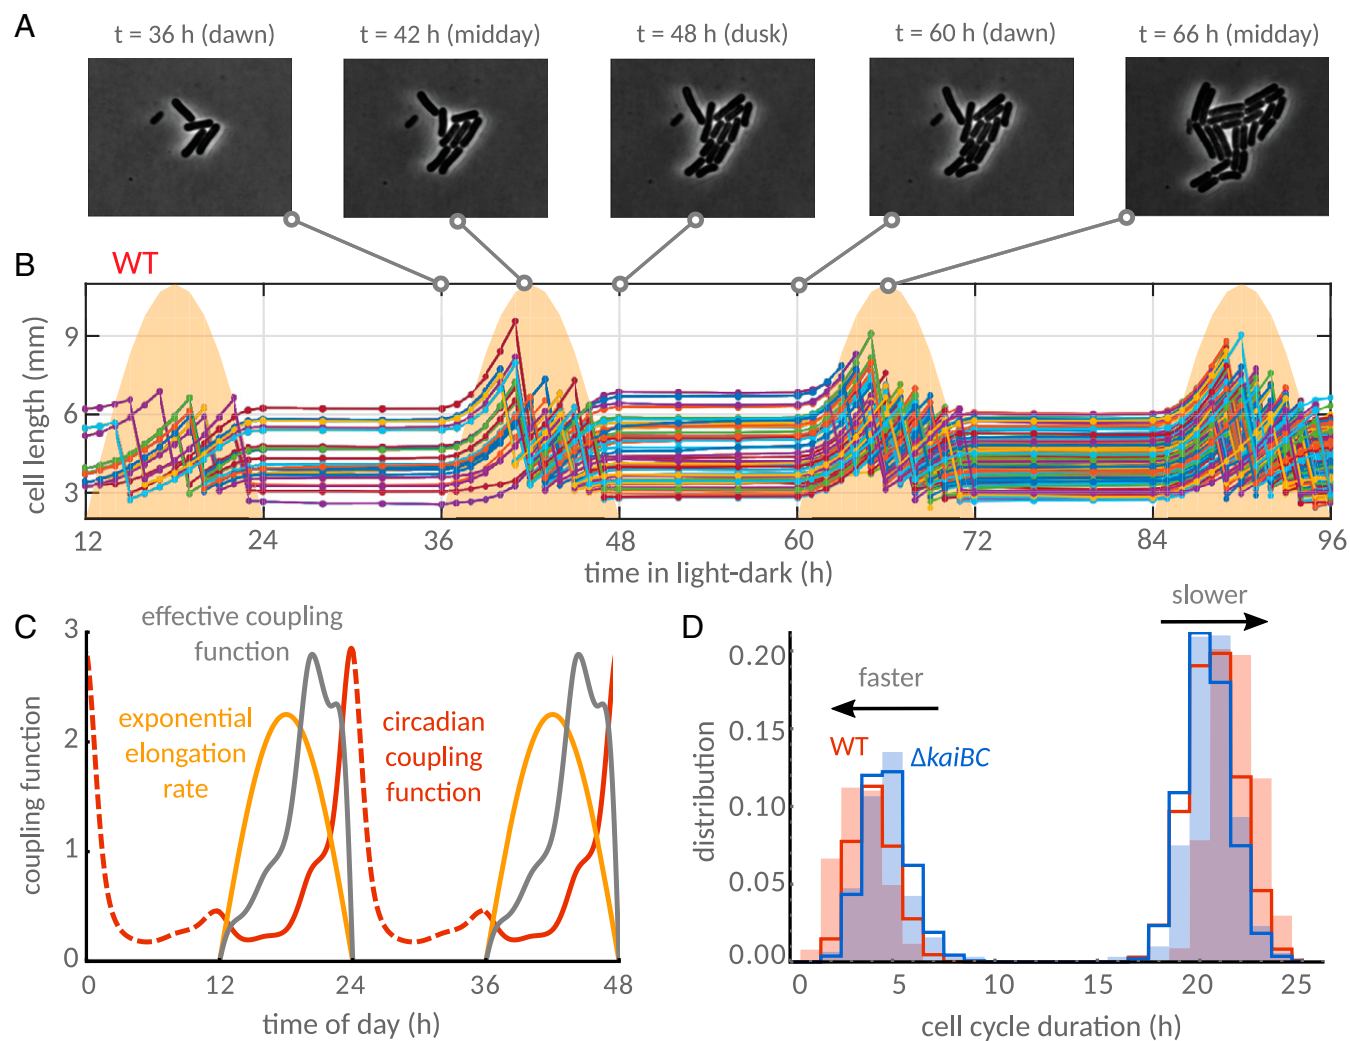 A
t = 36 h (dawn)
t = 42 h (midday)
t = 48 h (dusk)
t = 60 h (dawn)
t = 66 h (midday)
B
WT
cell length (mm)
9
6
3
12
24
36
48
60
72
84
96
time in light-dark (h)
C
effective coupling
function
exponential
elongation
rate
circadian
coupling
function
coupling function
3
2
1
0
0
12
24
36
48
time of day (h)
D
slower
faster
WT
ΔkaiBC
distribution
0.20
0.15
0.10
0.05
0.00
0
5
10
15
20
25
cell cycle duration (h)